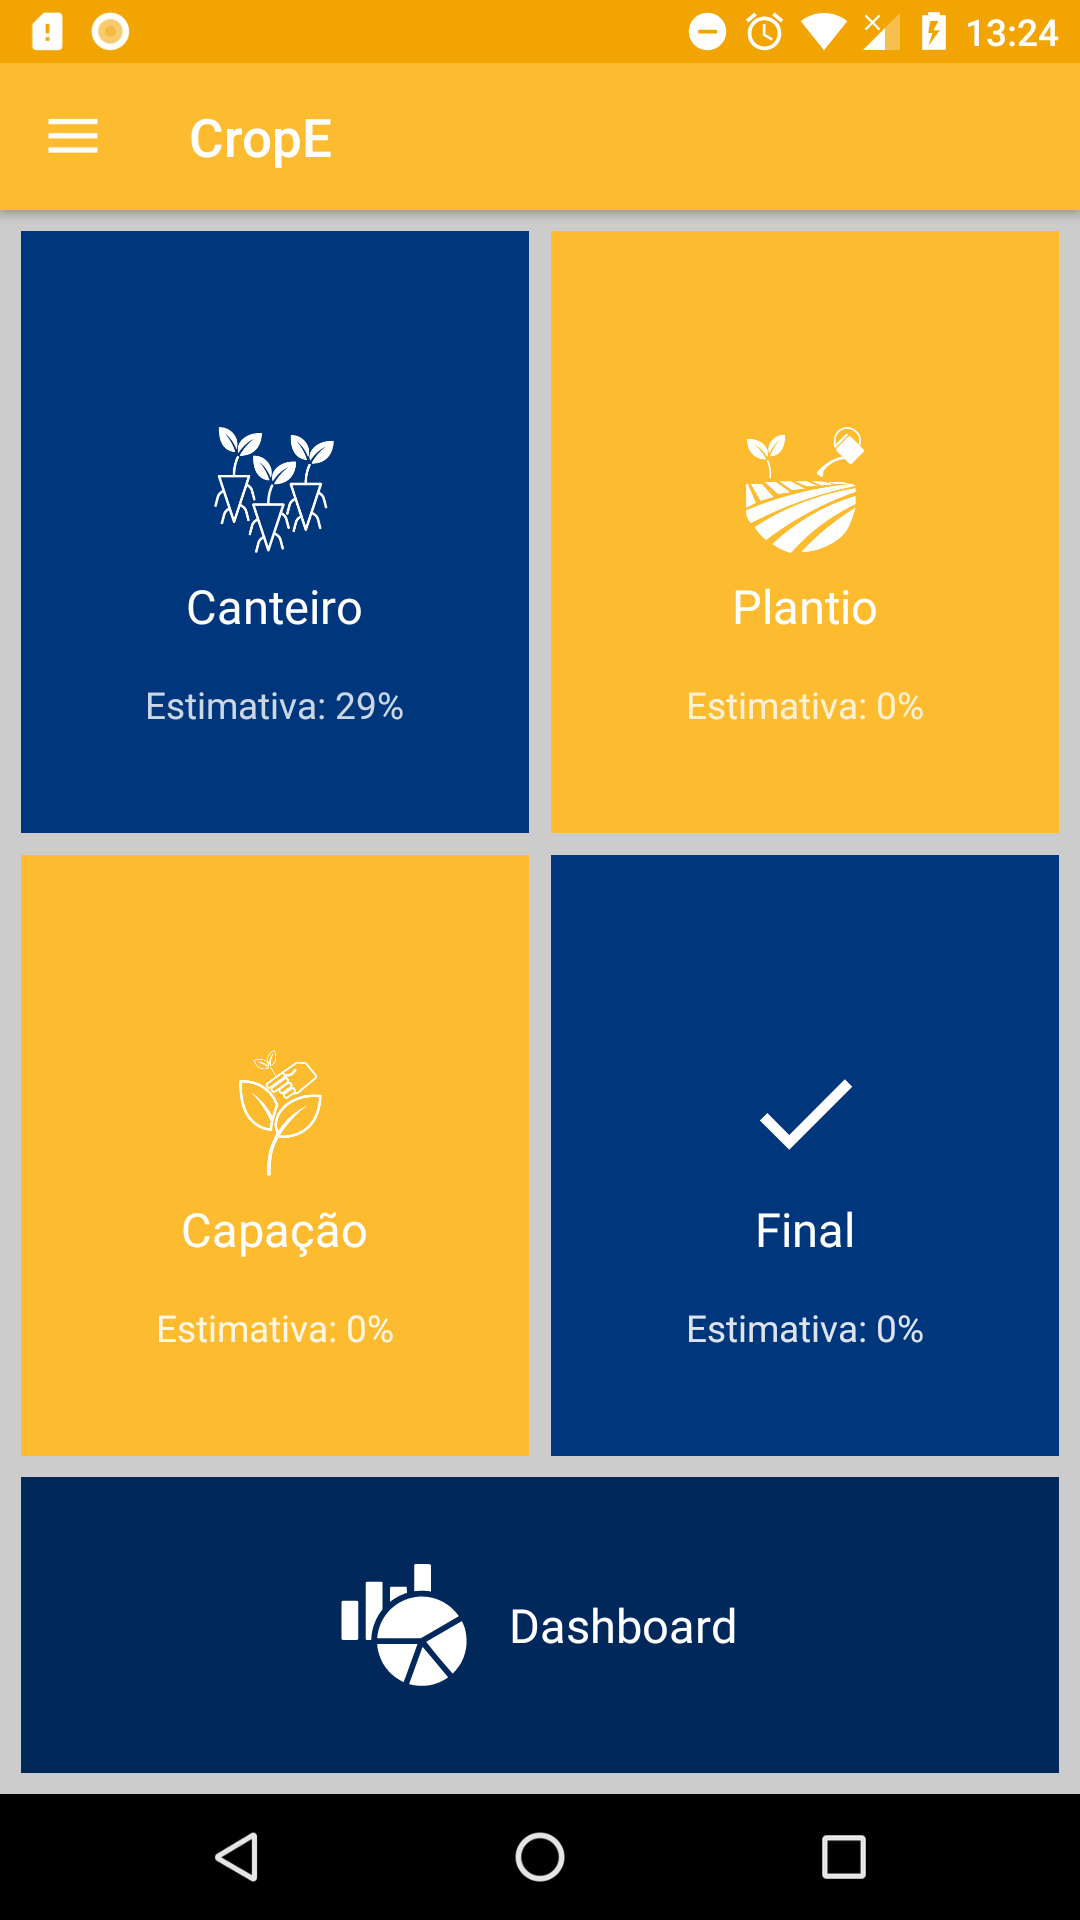 13:24
CropE
Canteiro
Estimativa: 29%
Plantio
Estimativa: 0%
Capação
Estimativa: 0%
Final
Estimativa: 0%
Dashboard